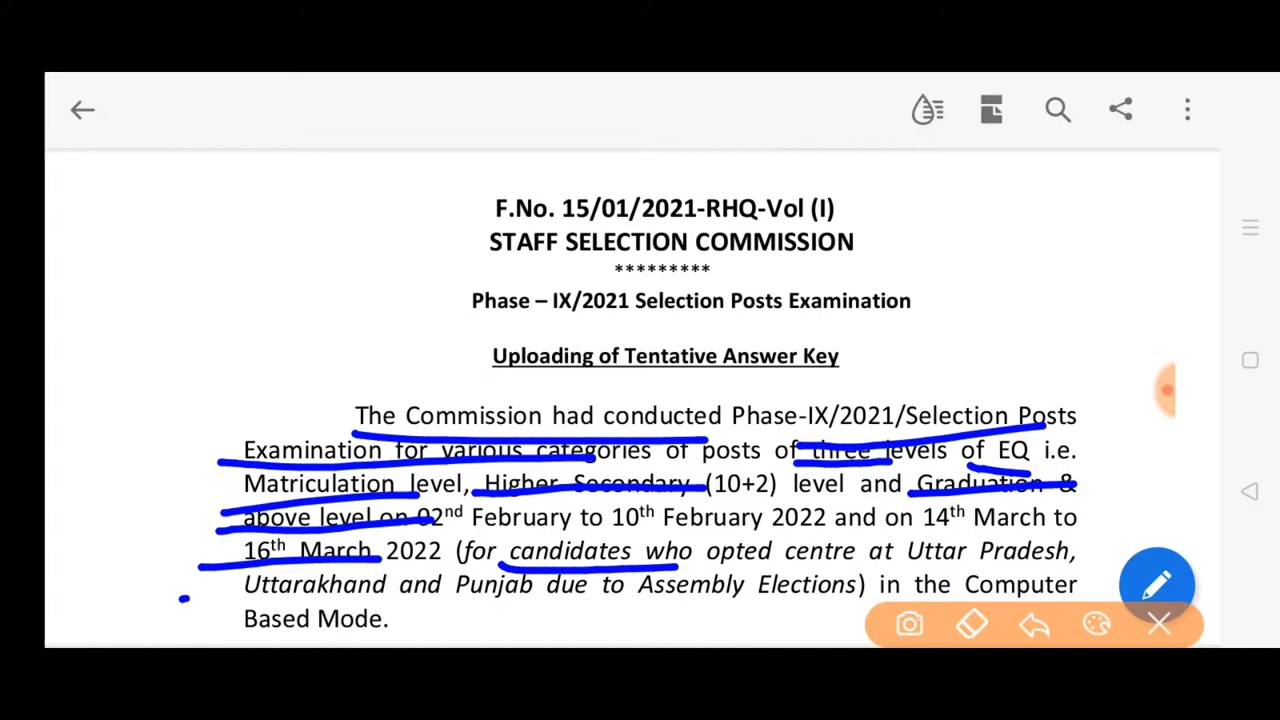 F.No. 15/01/2021-RHQ-Vol (I)
STAFF SELECTION COMMISSION
*********
Phase – IX/2021 Selection Posts Examination
Uploading of Tentative Answer Key
The Commission had conducted Phase-IX/2021/Selection Posts
Examination for various categories of posts of three levels of EQ i.e.
Matriculation level, Higher Secondary (10+2) level and Graduation &
above level on 02nd February to 10th February 2022 and on 14th March to
16th March 2022 (for candidates who opted centre at Uttar Pradesh,
Uttarakhand and Punjab due to Assembly Elections) in the Computer
Based Mode.